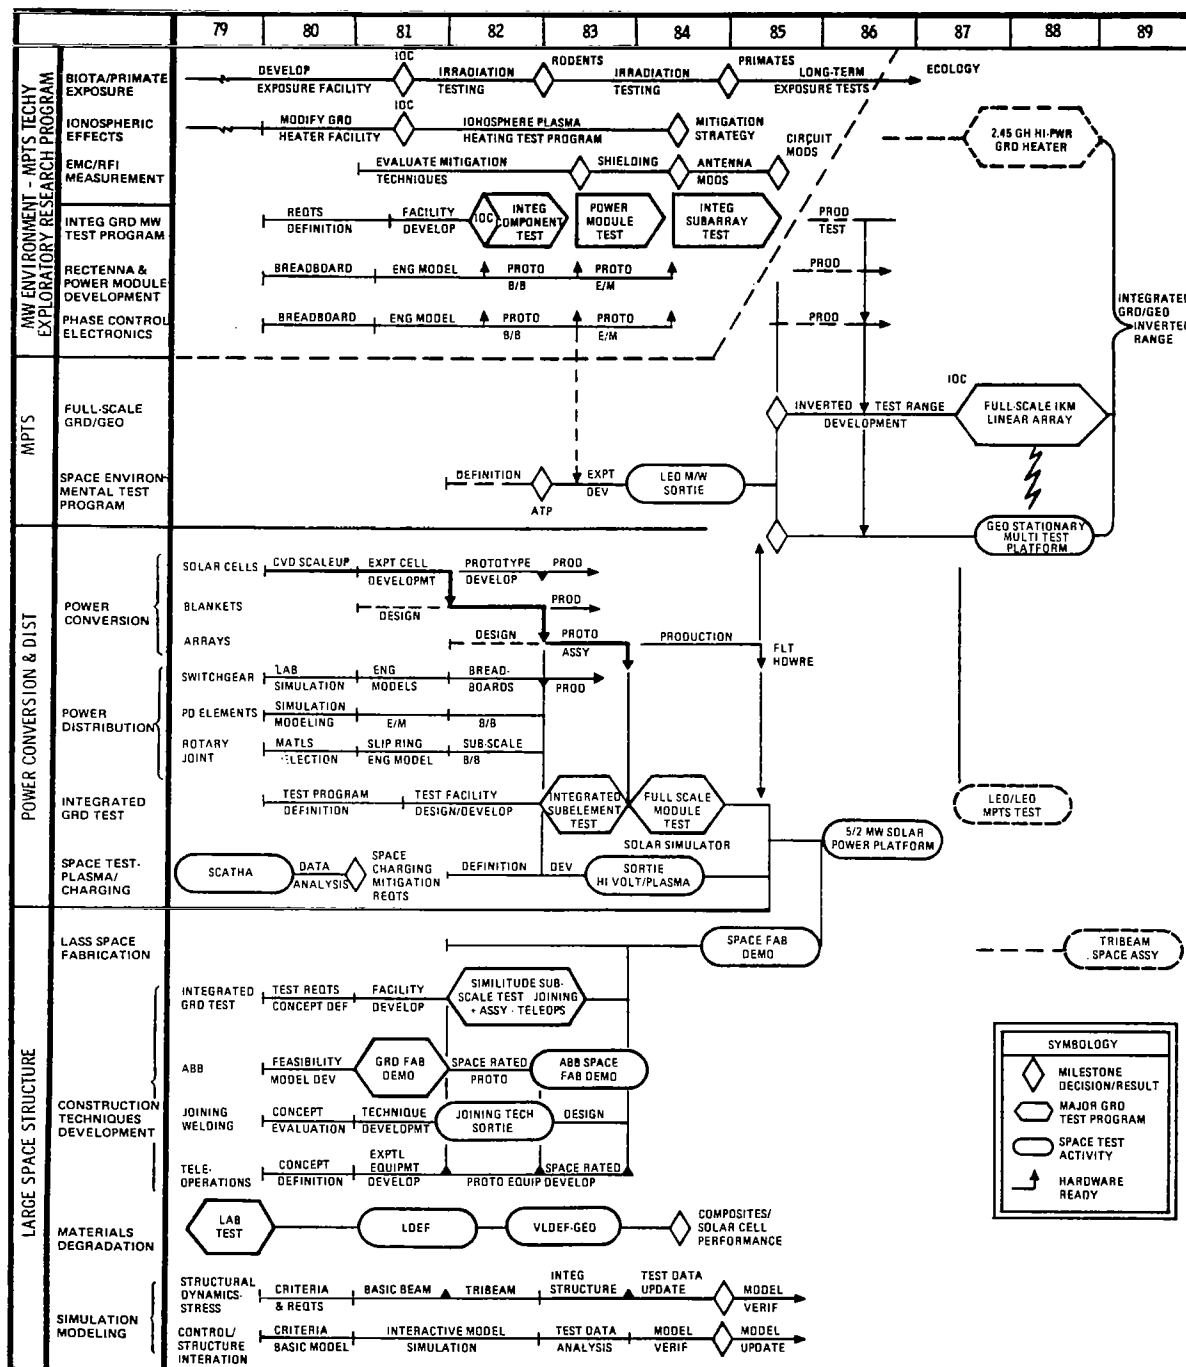 79 80 81 82 83 84 85 86 87 88 89
MW ENVIRONMENT - MPTS TECHY
EXPLORATORY RESEARCH PROGRAM
BIOTA/PRIMATE
EXPOSURE
DEVELOP
EXPOSURE FACILITY
IOC
IRRADIATION
TESTING
RODENTS
IRRADIATION
TESTING
PRIMATES
LONG-TERM
EXPOSURE TESTS
ECOLOGY
IONOSPHERIC
EFFECTS
MODIFY GRD
HEATER FACILITY
IOC
IONOSPHERE PLASMA
HEATING TEST PROGRAM
MITIGATION
STRATEGY
2.45 GH HI-PWR
GRD HEATER
EMC/RFI
MEASUREMENT
EVALUATE MITIGATION
TECHNIQUES
SHIELDING
ANTENNA
MODS
CIRCUIT
MODS
INTEG GRD MW
TEST PROGRAM
REQTS
DEFINITION
FACILITY
DEVELOP
IOC
INTEG
COMPONENT
TEST
POWER
MODULE
TEST
INTEG
SUBARRAY
TEST
PROD
TEST
RECTENNA &
POWER MODULE
DEVELOPMENT
BREADBOARD
ENG MODEL
PROTO
B/B
PROTO
E/M
PROD
PHASE CONTROL
ELECTRONICS
BREADBOARD
ENG MODEL
PROTO
B/B
PROTO
E/M
PROD
INTEGRATED
GRD/GEO
INVERTED
RANGE
MPTS
FULL-SCALE
GRD/GEO
INVERTED TEST RANGE
DEVELOPMENT
IOC
FULL-SCALE 1KM
LINEAR ARRAY
SPACE ENVIRON
MENTAL TEST
PROGRAM
DEFINITION
ATP
EXPT
DEV
LEO M/W
SORTIE
GEO STATIONARY
MULTI TEST
PLATFORM
POWER CONVERSION & DIST
POWER
CONVERSION
SOLAR CELLS
CVD SCALEUP
EXPT CELL
DEVELOPMT
PROTOTYPE
DEVELOP
PROD
BLANKETS
DESIGN
PROD
ARRAYS
DESIGN
PROTO
ASSY
PRODUCTION
FLT
HDWRE
POWER
DISTRIBUTION
SWITCHGEAR
LAB
SIMULATION
ENG
MODELS
BREAD-
BOARDS
PROD
PD ELEMENTS
SIMULATION
MODELING
E/M
B/B
ROTARY
JOINT
MATLS
SLIP RING
ENG MODEL
SUB-SCALE
B/B
INTEGRATED
GRD TEST
TEST PROGRAM
DEFINITION
TEST FACILITY
DESIGN/DEVELOP
INTEGRATED
SUBELEMENT
TEST
FULL SCALE
MODULE
TEST
SOLAR SIMULATOR
5/2 MW SOLAR
POWER PLATFORM
LEO/LEO
MPTS TEST
SPACE TEST-
PLASMA/
CHARGING
SCATHA
DATA
ANALYSIS
SPACE
CHARGING
MITIGATION
REQTS
DEFINITION
DEV
SORTIE
HI VOLT/PLASMA
LARGE SPACE STRUCTURE
LASS SPACE
FABRICATION
SPACE FAB
DEMO
TRIBEAM
SPACE ASSY
CONSTRUCTION
TECHNIQUES
DEVELOPMENT
INTEGRATED
GRD TEST
TEST REQTS
CONCEPT DEF
FACILITY
DEVELOP
SIMILITUDE SUB-
SCALE TEST JOINING
+ ASSY - TELEOPS
ABB
FEASIBILITY
MODEL DEV
GRD FAB
DEMO
SPACE RATED
PROTO
ABB SPACE
FAB DEMO
JOINING
WELDING
CONCEPT
EVALUATION
TECHNIQUE
DEVELOPMT
JOINING TECH
SORTIE
DESIGN
TELE-
OPERATIONS
CONCEPT
DEFINITION
EXPTL
EQUIPMT
DEVELOP
PROTO EQUIP DEVELOP
SPACE RATED
MATERIALS
DEGRADATION
LAB
TEST
LDEF
VLDEF-GEO
COMPOSITES/
SOLAR CELL
PERFORMANCE
SIMULATION
MODELING
STRUCTURAL
DYNAMICS-
STRESS
CRITERIA
& REQTS
BASIC BEAM
TRIBEAM
INTEG
STRUCTURE
TEST DATA
UPDATE
MODEL
VERIF
CONTROL/
STRUCTURE
INTERATION
CRITERIA
BASIC MODEL
INTERACTIVE MODEL
SIMULATION
TEST DATA
ANALYSIS
MODEL
VERIF
MODEL
UPDATE
SYMBOLOGY
MILESTONE
DECISION/RESULT
MAJOR GRD
TEST PROGRAM
SPACE TEST
ACTIVITY
HARDWARE
READY